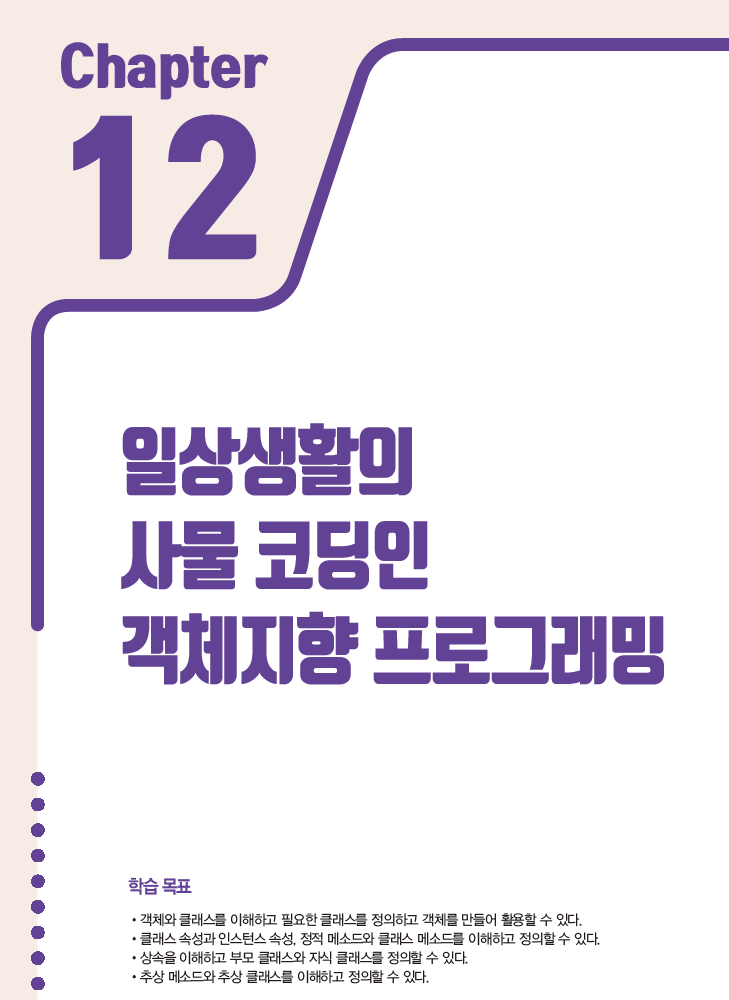 Chapter
12
일상생활의
사물 코딩인
객체지향 프로그래밍
학습 목표
• 객체와 클래스를 이해하고 필요한 클래스를 정의하고 객체를 만들어 활용할 수 있다.
• 클래스 속성과 인스턴스 속성, 정적 메소드와 클래스 메소드를 이해하고 정의할 수 있다.
• 상속을 이해하고 부모 클래스와 자식 클래스를 정의할 수 있다.
• 추상 메소드와 추상 클래스를 이해하고 정의할 수 있다.